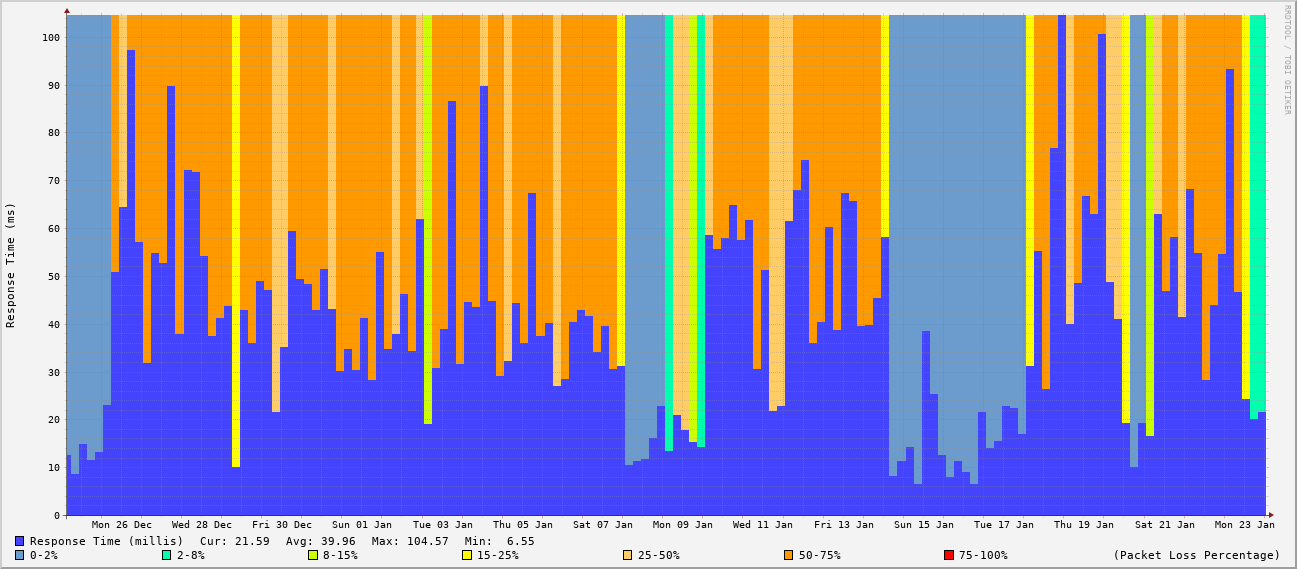 RRDTOOL / TOBI OETIKER
Response Time (ms)
100
90
80
70
60
50
40
30
20
10
0
Mon 26 Dec Wed 28 Dec Fri 30 Dec Sun 01 Jan Tue 03 Jan Thu 05 Jan Sat 07 Jan Mon 09 Jan Wed 11 Jan Fri 13 Jan Sun 15 Jan Tue 17 Jan Thu 19 Jan Sat 21 Jan Mon 23 Jan
Response Time (millis) Cur: 21.59 Avg: 39.96 Max: 104.57 Min: 6.55
0-2% 2-8% 8-15% 15-25% 25-50% 50-75% 75-100% (Packet Loss Percentage)